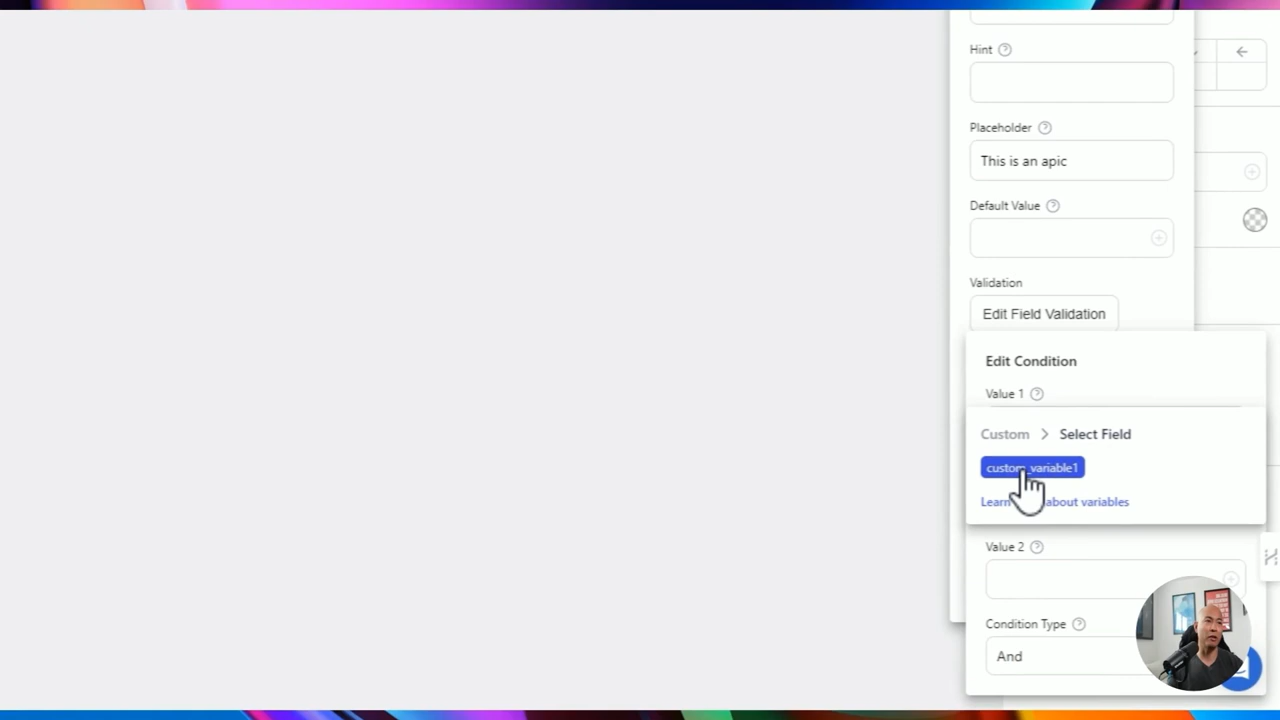 Hint
Placeholder
This is an apic
Default Value
Validation
Edit Field Validation
Edit Condition
Value 1
Custom > Select Field
custom_variable1
Learn about variables
Value 2
Condition Type
And